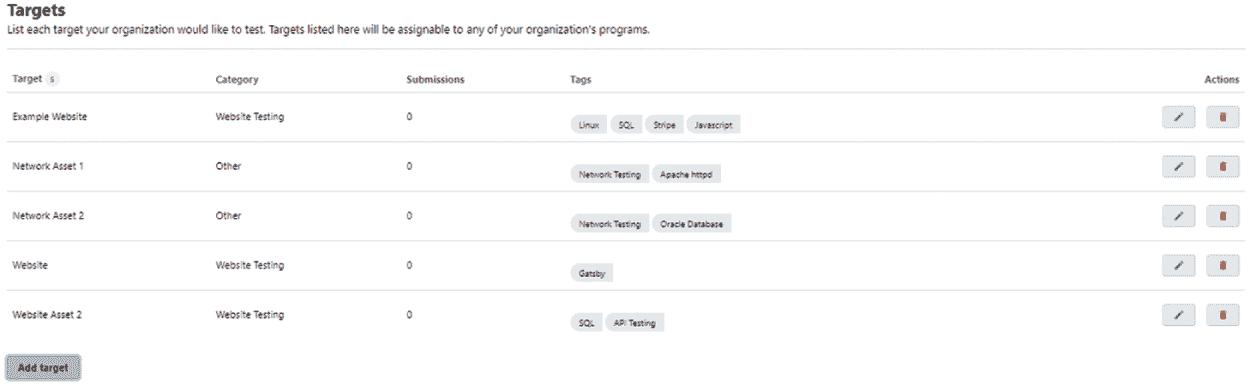 Targets
List each target your organization would like to test. Targets listed here will be assignable to any of your organization's programs.
Target 5 Category Submissions Tags Actions
Example Website Website Testing 0 Linux SQL Stripe Javascript
Network Asset 1 Other 0 Network Testing Apache httpd
Network Asset 2 Other 0 Network Testing Oracle Database
Website Website Testing 0 Gatsby
Website Asset 2 Website Testing 0 SQL API Testing
Add target